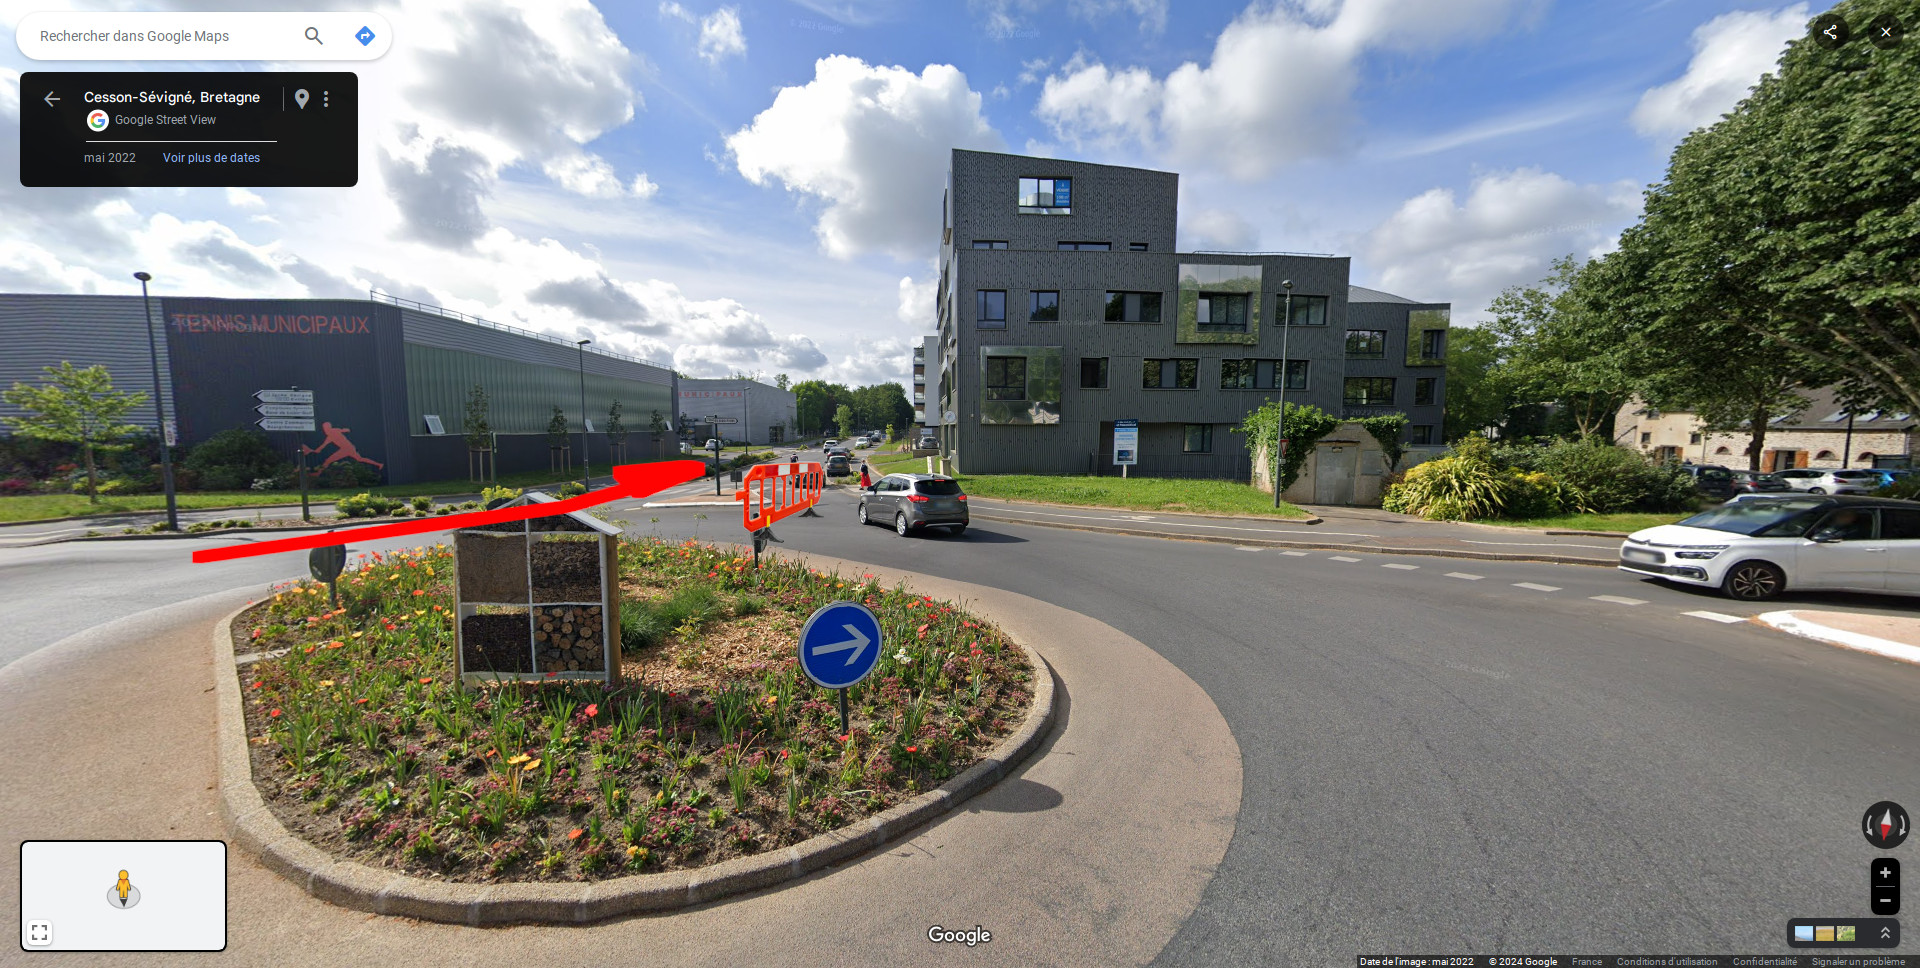 Rechercher dans Google Maps
Cesson-Sévigné, Bretagne
Google Street View
mai 2022
Voir plus de dates
TENNIS MUNICIPAUX
Google
Date de l'image : mai 2022
© 2024 Google
France
Conditions d'utilisation
Confidentialité
Signaler un problème